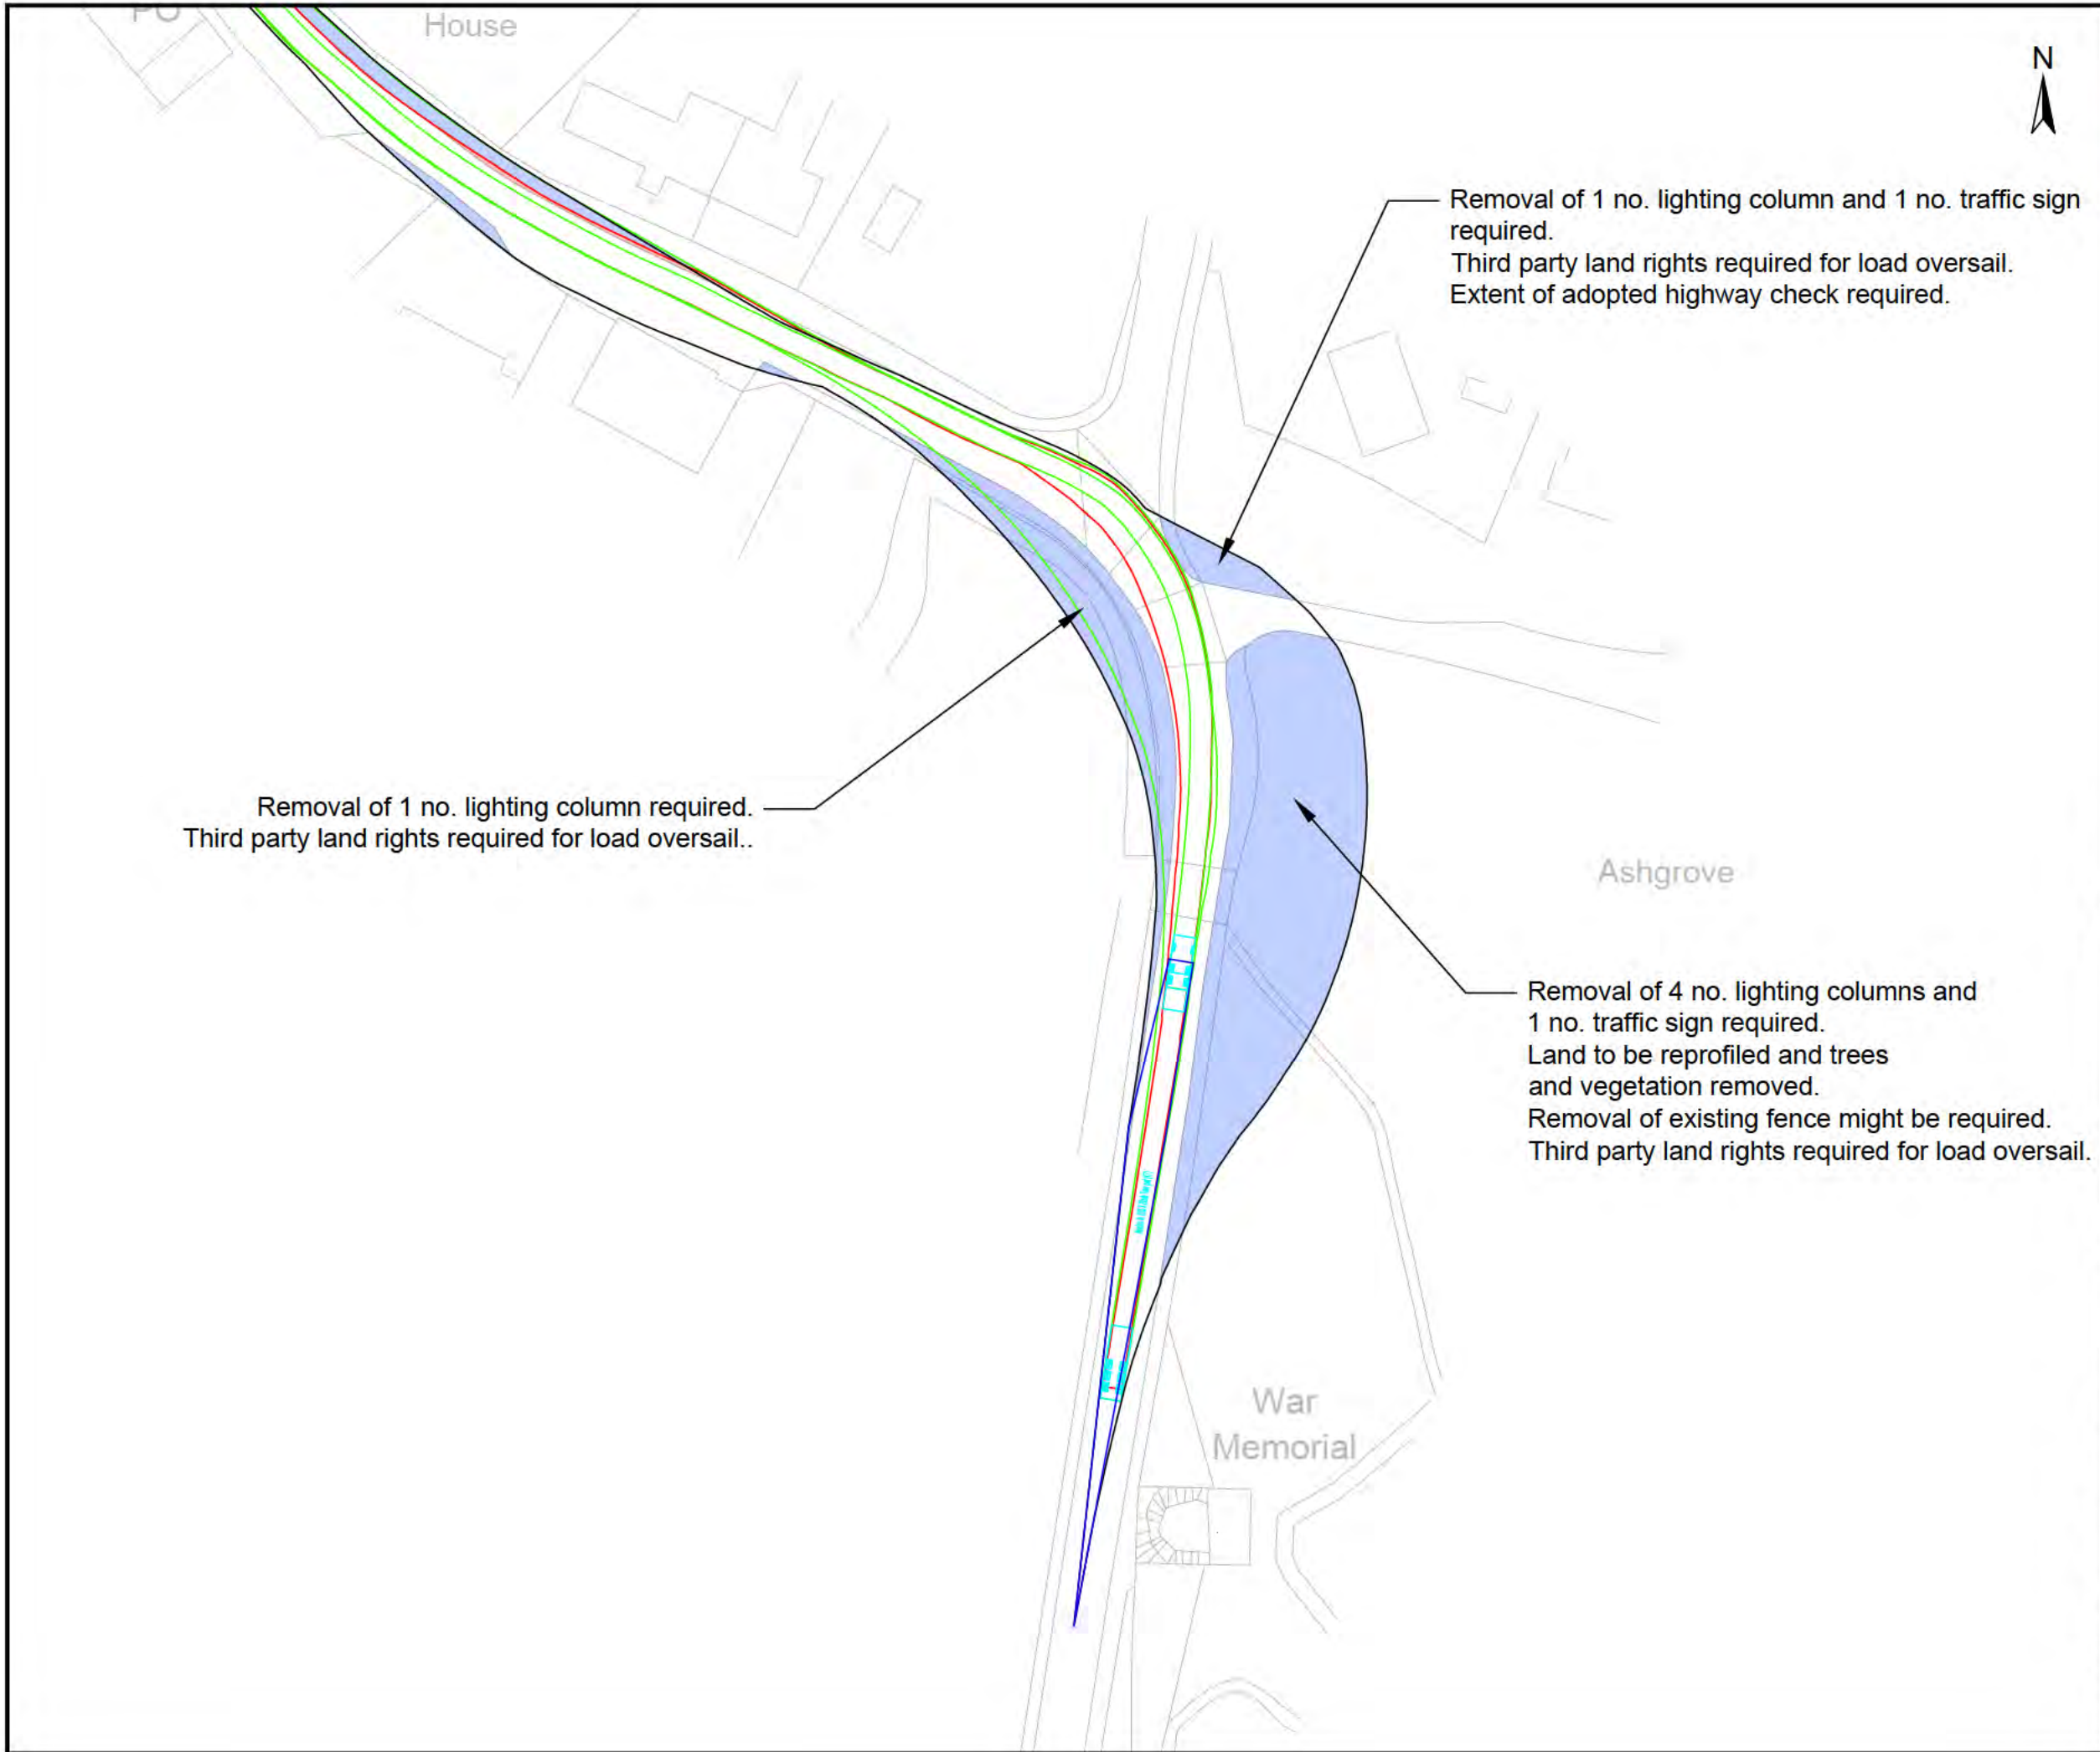 House
N
Removal of 1 no. lighting column and 1 no. traffic sign
required.
Third party land rights required for load oversail.
Extent of adopted highway check required.
Removal of 1 no. lighting column required.
Third party land rights required for load oversail..
Ashgrove
Removal of 4 no. lighting columns and
1 no. traffic sign required.
Land to be reprofiled and trees
and vegetation removed.
Removal of existing fence might be required.
Third party land rights required for load oversail.
War
Memorial